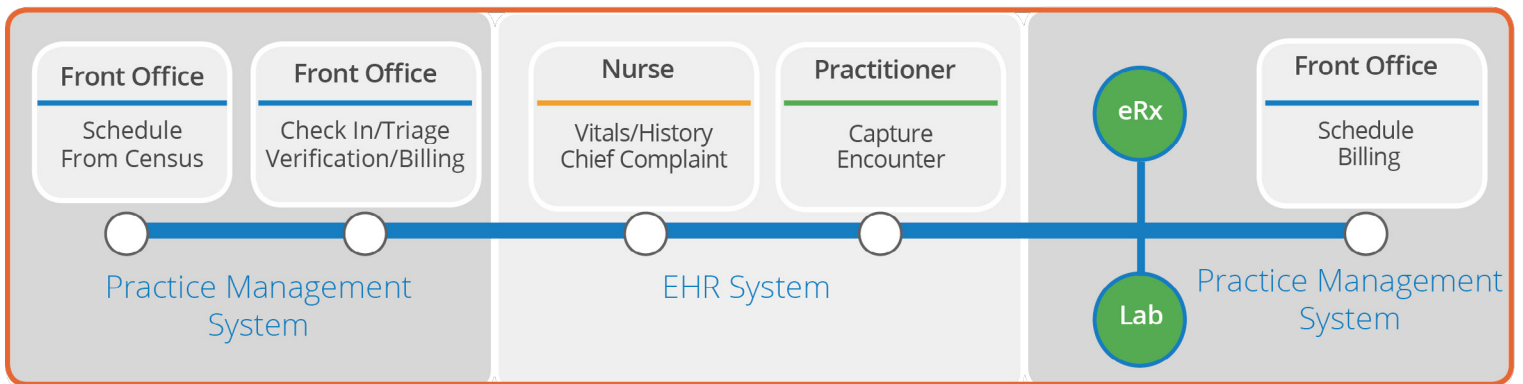 Front Office
Schedule
From Census
Front Office
Check In/Triage
Verification/Billing
Practice Management
System
Nurse
Vitals/History
Chief Complaint
Practitioner
Capture
Encounter
EHR System
eRx
Lab
Front Office
Schedule
Billing
Practice Management
System